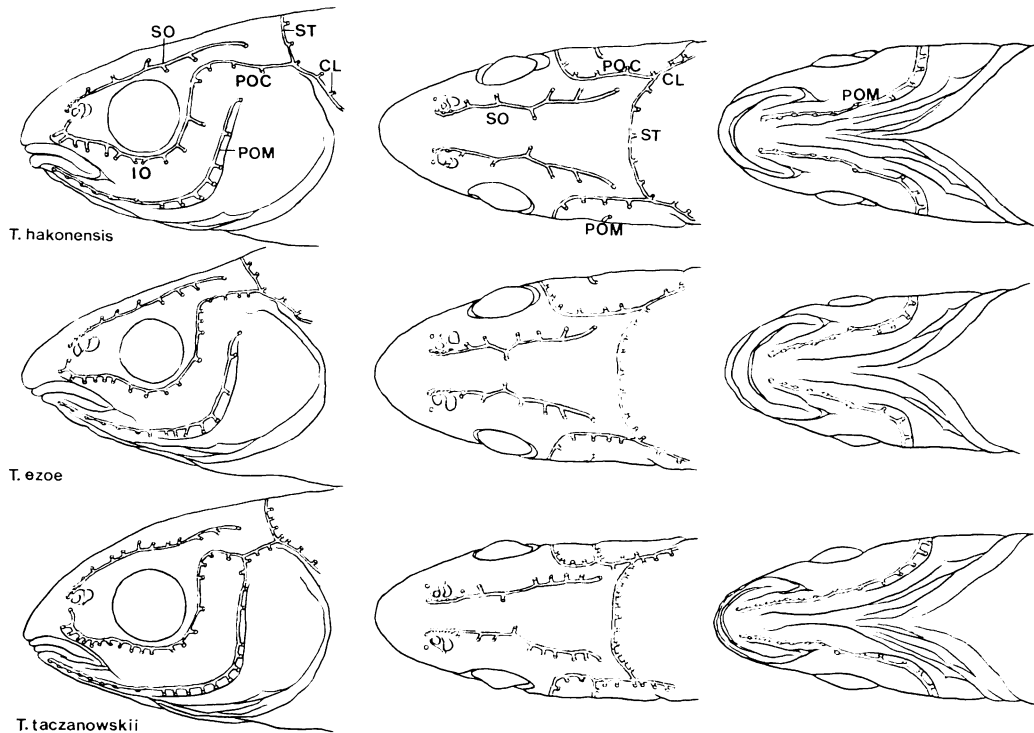 SO
ST
CL
POC
IO
POM
T. hakonensis
POC
CL
SO
ST
POM
POM
T. ezoe
T. taczanowskii